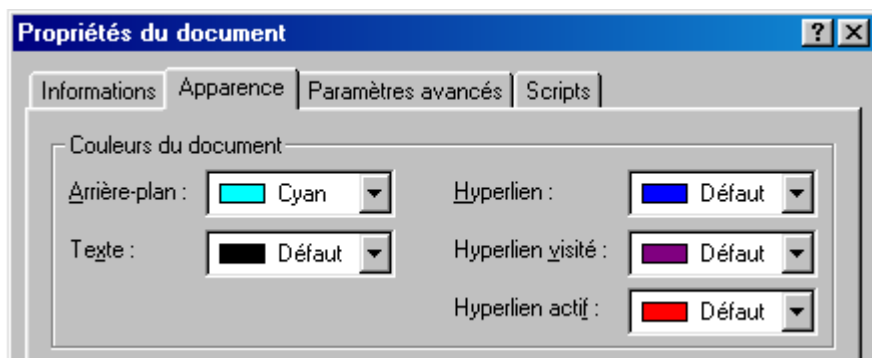 Propriétés du document
Informations Apparence Paramètres avancés Scripts
Couleurs du document
Arrière-plan : Cyan Hyperlien : Défaut
Texte : Défaut Hyperlien visité : Défaut
Hyperlien actif : Défaut